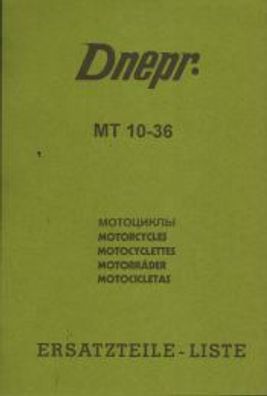 Dnepr.
MT 10-36
МОТОЦИКЛЫ
MOTORCYCLES
MOTOCYCLETTES
MOTORRÄDER
MOTOCICLETAS
ERSATZTEILE-LISTE